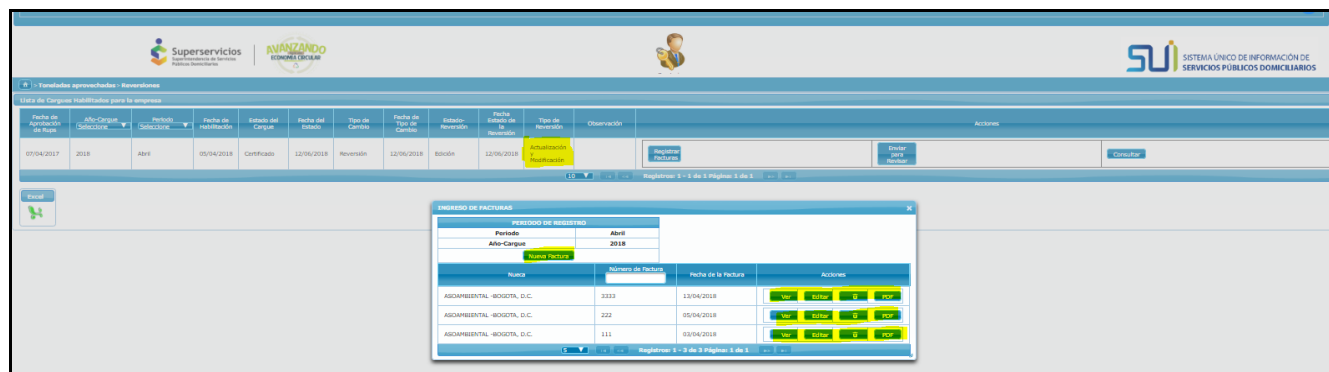 Superservicios
Superintendencia de Servicios
Públicos Domiciliarios
AVANZANDO
ECONOMÍA CIRCULAR
SUI
SISTEMA ÚNICO DE INFORMACIÓN DE
SERVICIOS PÚBLICOS DOMICILIARIOS
› Toneladas aprovechadas › Reversiones
Lista de Cargues Habilitados para la empresa
Fecha de Aprobación de Rups
Año-Cargue
Seleccione
Periodo
Seleccione
Fecha de Habilitación
Estado del Cargue
Fecha del Estado
Tipo de Cambio
Fecha de Tipo de Cambio
Estado-Reversión
Fecha Estado de la Reversión
Tipo de Reversión
Observación
Acciones
07/04/2017 2018 Abril 05/04/2018 Certificado 12/06/2018 Reversión 12/06/2018 Edición 12/06/2018 Actualización y Modificación
Registrar Facturas
Enviar para Revisar
Consultar
10 Registros: 1 - 1 de 1 Página: 1 de 1
Excel
INGRESO DE FACTURAS
PERIODO DE REGISTRO
Periodo Abril
Año-Cargue 2018
Nueva Factura
Nueca Número de Factura Fecha de la Factura Acciones
ASOAMBIENTAL -BOGOTA, D.C. 3333 13/04/2018 Ver Editar PDF
ASOAMBIENTAL -BOGOTA, D.C. 222 05/04/2018 Ver Editar PDF
ASOAMBIENTAL -BOGOTA, D.C. 111 03/04/2018 Ver Editar PDF
5 Registros: 1 - 3 de 3 Página: 1 de 1